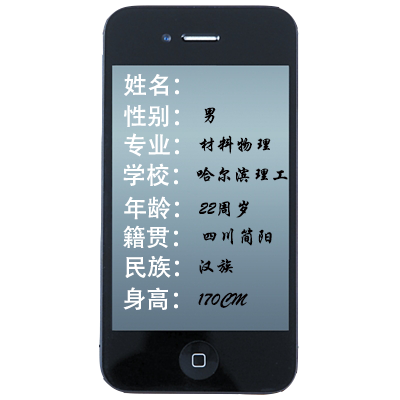 姓名：
性别： 男
专业： 材料物理
学校： 哈尔滨理工
年龄： 22周岁
籍贯： 四川简阳
民族： 汉族
身高： 170CM